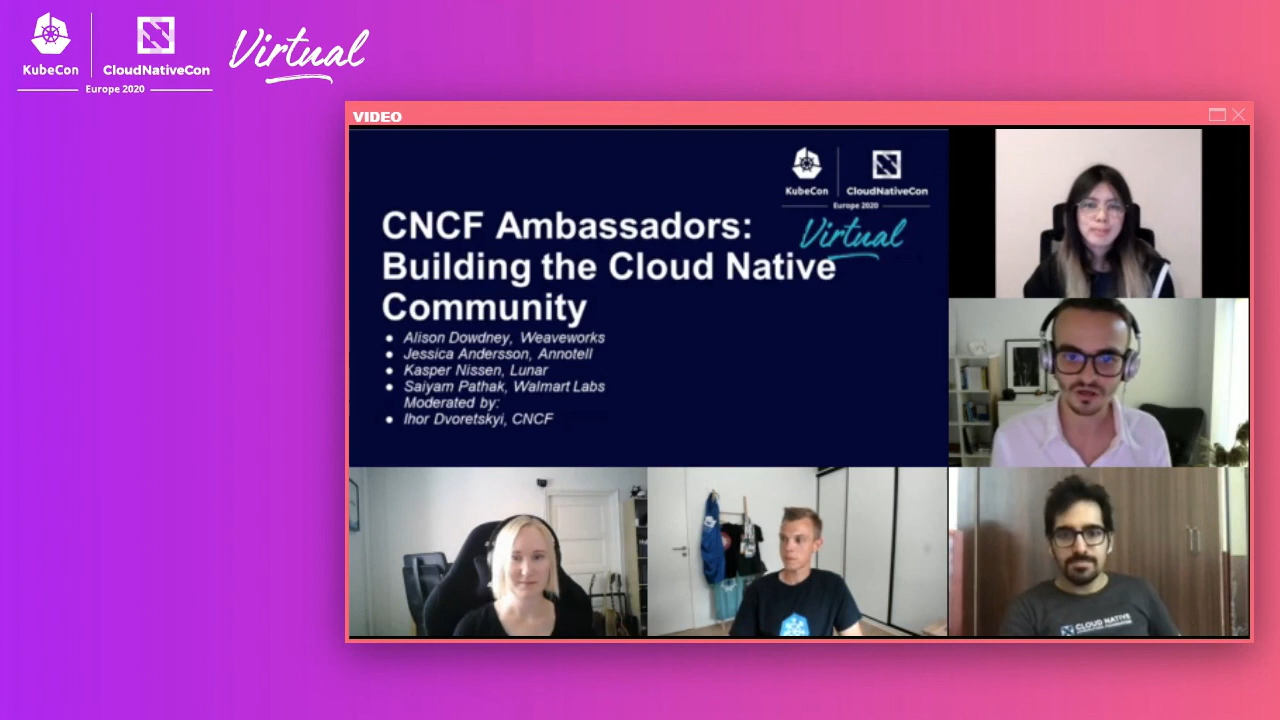 KubeCon
CloudNativeCon
Europe 2020
Virtual
VIDEO
KubeCon
CloudNativeCon
Europe 2020
Virtual
CNCF Ambassadors:
Building the Cloud Native
Community
● Alison Dowdney, Weaveworks
● Jessica Andersson, Annotell
● Kasper Nissen, Lunar
● Saiyam Pathak, Walmart Labs
Moderated by:
● Ihor Dvoretskyi, CNCF
CLOUD NATIVE